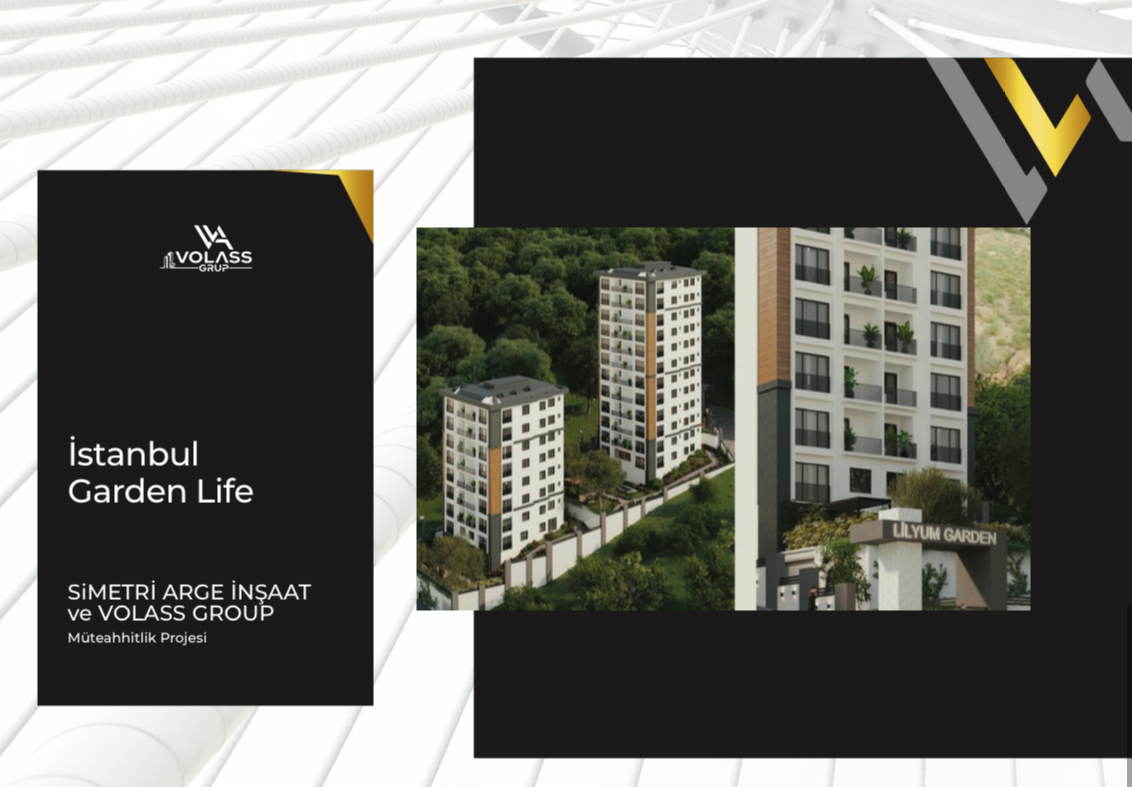 VOLASS
GRUP
İstanbul
Garden Life
SiMETRİ ARGE İNŞAAT
ve VOLASS GROUP
Müteahhitlik Projesi
LİLYUM GARDEN